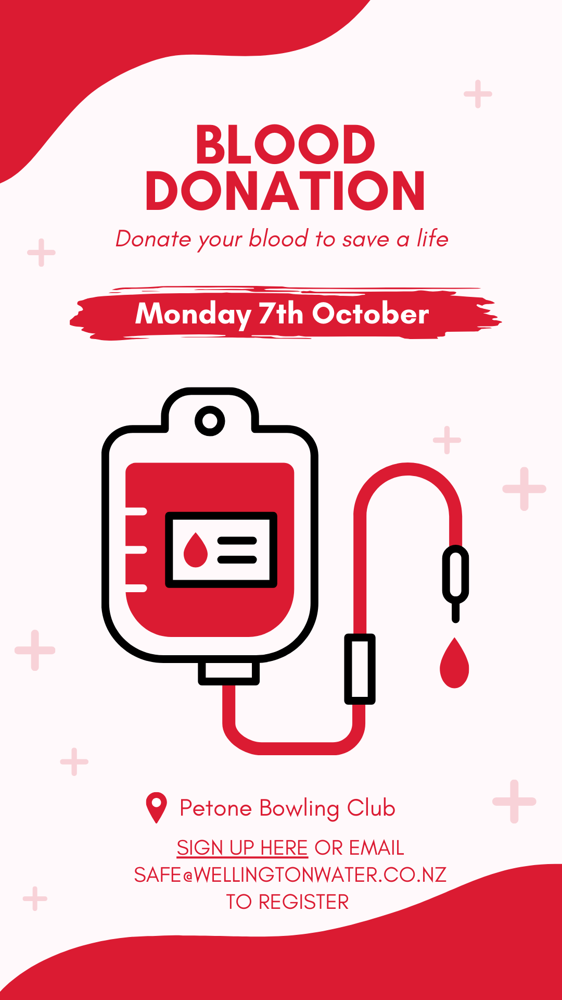 BLOOD
DONATION
Donate your blood to save a life
Monday 7th October
Petone Bowling Club
SIGN UP HERE OR EMAIL
SAFE@WELLINGTONWATER.CO.NZ
TO REGISTER